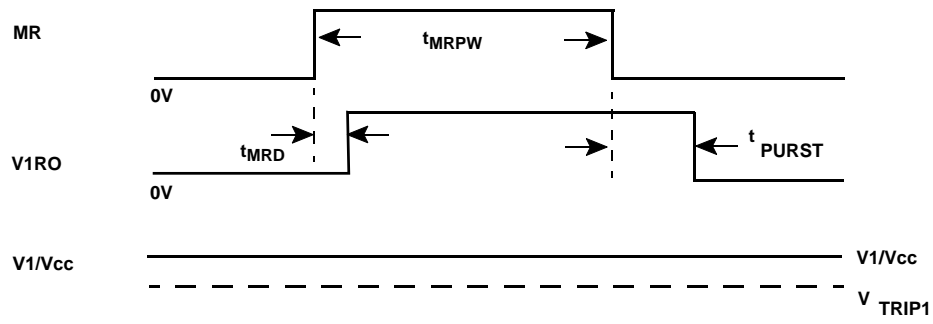 MR
tMRPW
0V
tMRD
t PURST
V1RO
0V
V1/Vcc
V1/Vcc
V TRIP1